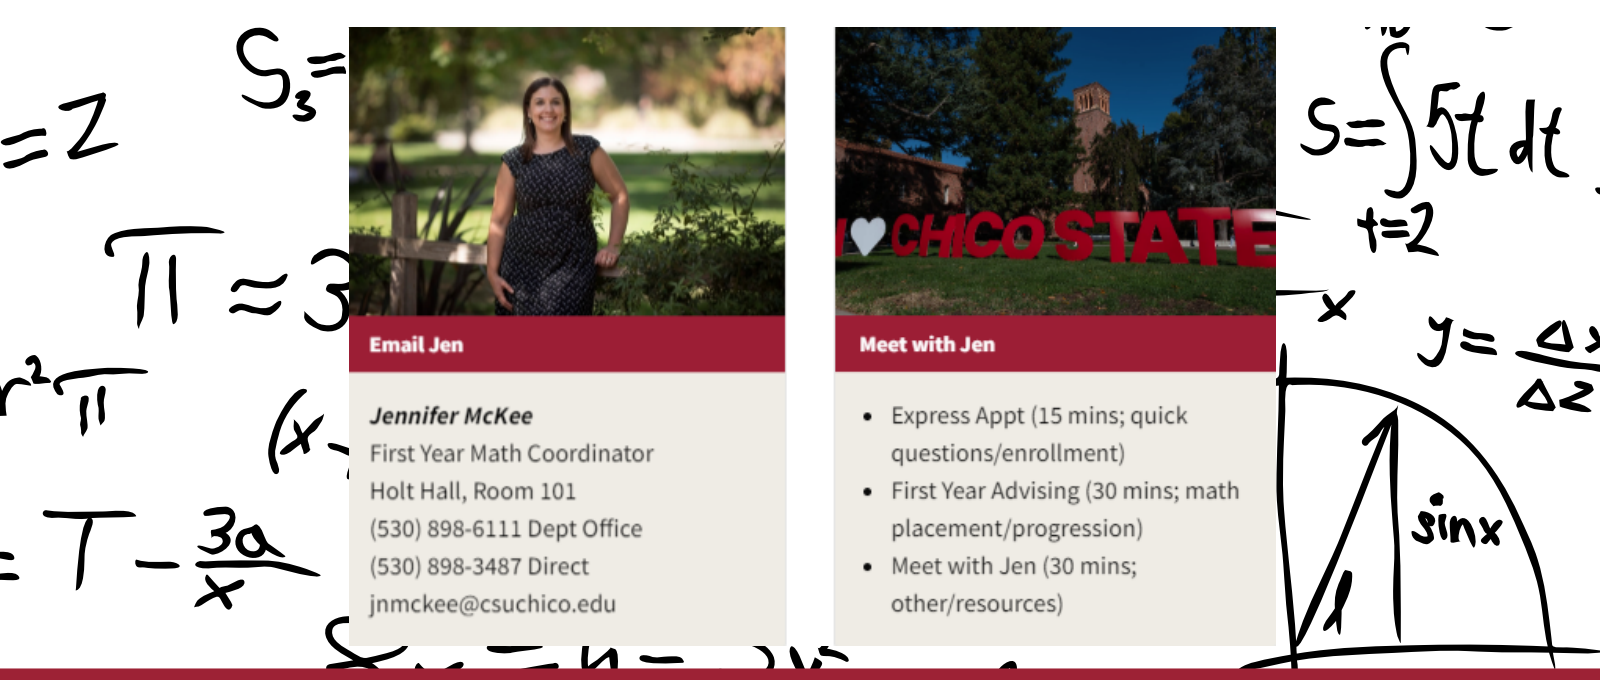 S₃=
=Z
π≈3
r²π
(x-
= T - 3a/x
I ♥ CHICO STATE
Email Jen
Jennifer McKee
First Year Math Coordinator
Holt Hall, Room 101
(530) 898-6111 Dept Office
(530) 898-3487 Direct
jnmckee@csuchico.edu
Meet with Jen
• Express Appt (15 mins; quick
questions/enrollment)
• First Year Advising (30 mins; math
placement/progression)
• Meet with Jen (30 mins;
other/resources)
S=∫5t dt
t=2
x
y= Δx/Δz
sinx
l